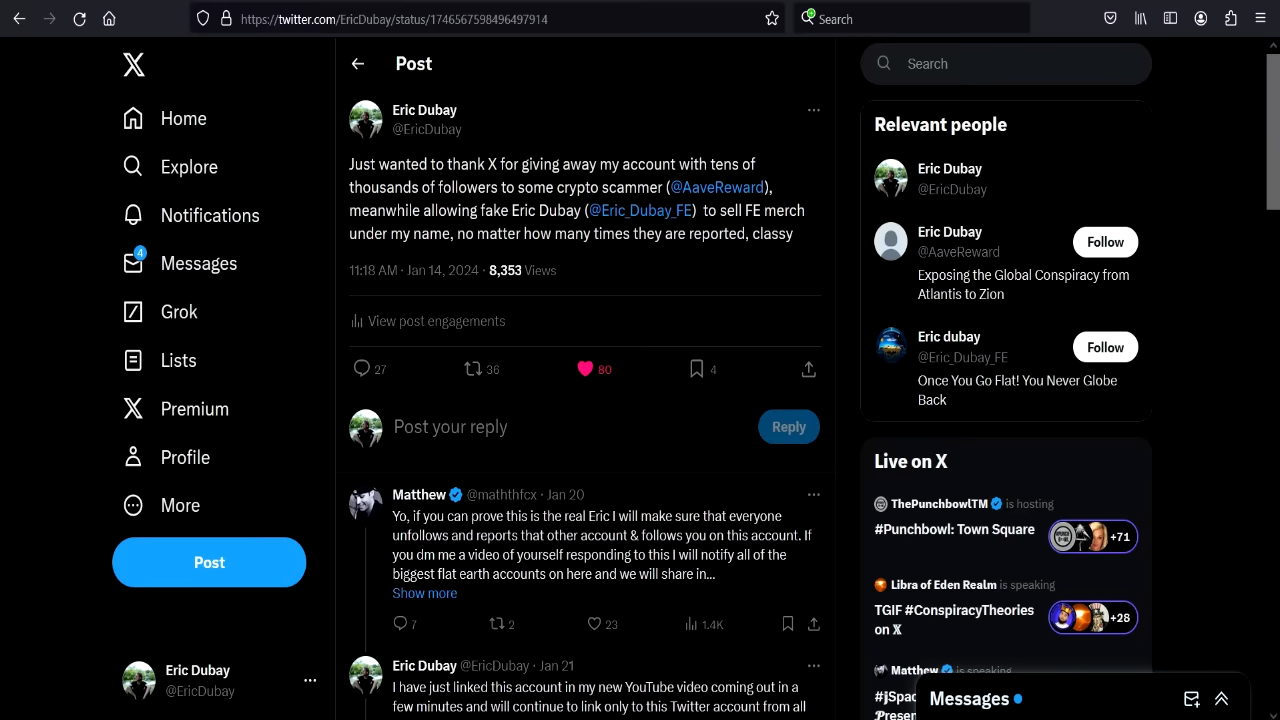 https://twitter.com/EricDubay/status/1746567598496497914
Search
Home
Explore
Notifications
4
Messages
Grok
Lists
Premium
Profile
More
Post
Eric Dubay
@EricDubay
Post
Eric Dubay
@EricDubay
Just wanted to thank X for giving away my account with tens of
thousands of followers to some crypto scammer (@AaveReward),
meanwhile allowing fake Eric Dubay (@Eric_Dubay_FE) to sell FE merch
under my name, no matter how many times they are reported, classy
11:18 AM · Jan 14, 2024 · 8,353 Views
View post engagements
27 36 80 4
Post your reply
Reply
Matthew @maththfcx · Jan 20
Yo, if you can prove this is the real Eric I will make sure that everyone
unfollows and reports that other account & follows you on this account. If
you dm me a video of yourself responding to this I will notify all of the
biggest flat earth accounts on here and we will share in...
Show more
7 2 23 1.4K
Eric Dubay @EricDubay · Jan 21
I have just linked this account in my new YouTube video coming out in a
few minutes and will continue to link only to this Twitter account from all
Search
Relevant people
Eric Dubay
@EricDubay
Eric Dubay
@AaveReward
Follow
Exposing the Global Conspiracy from
Atlantis to Zion
Eric dubay
@Eric_Dubay_FE
Follow
Once You Go Flat! You Never Globe
Back
Live on X
ThePunchbowlTM is hosting
#Punchbowl: Town Square
+71
Libra of Eden Realm is speaking
TGIF #ConspiracyTheories
on 𝕏
+28
Matthew is speaking
Messages